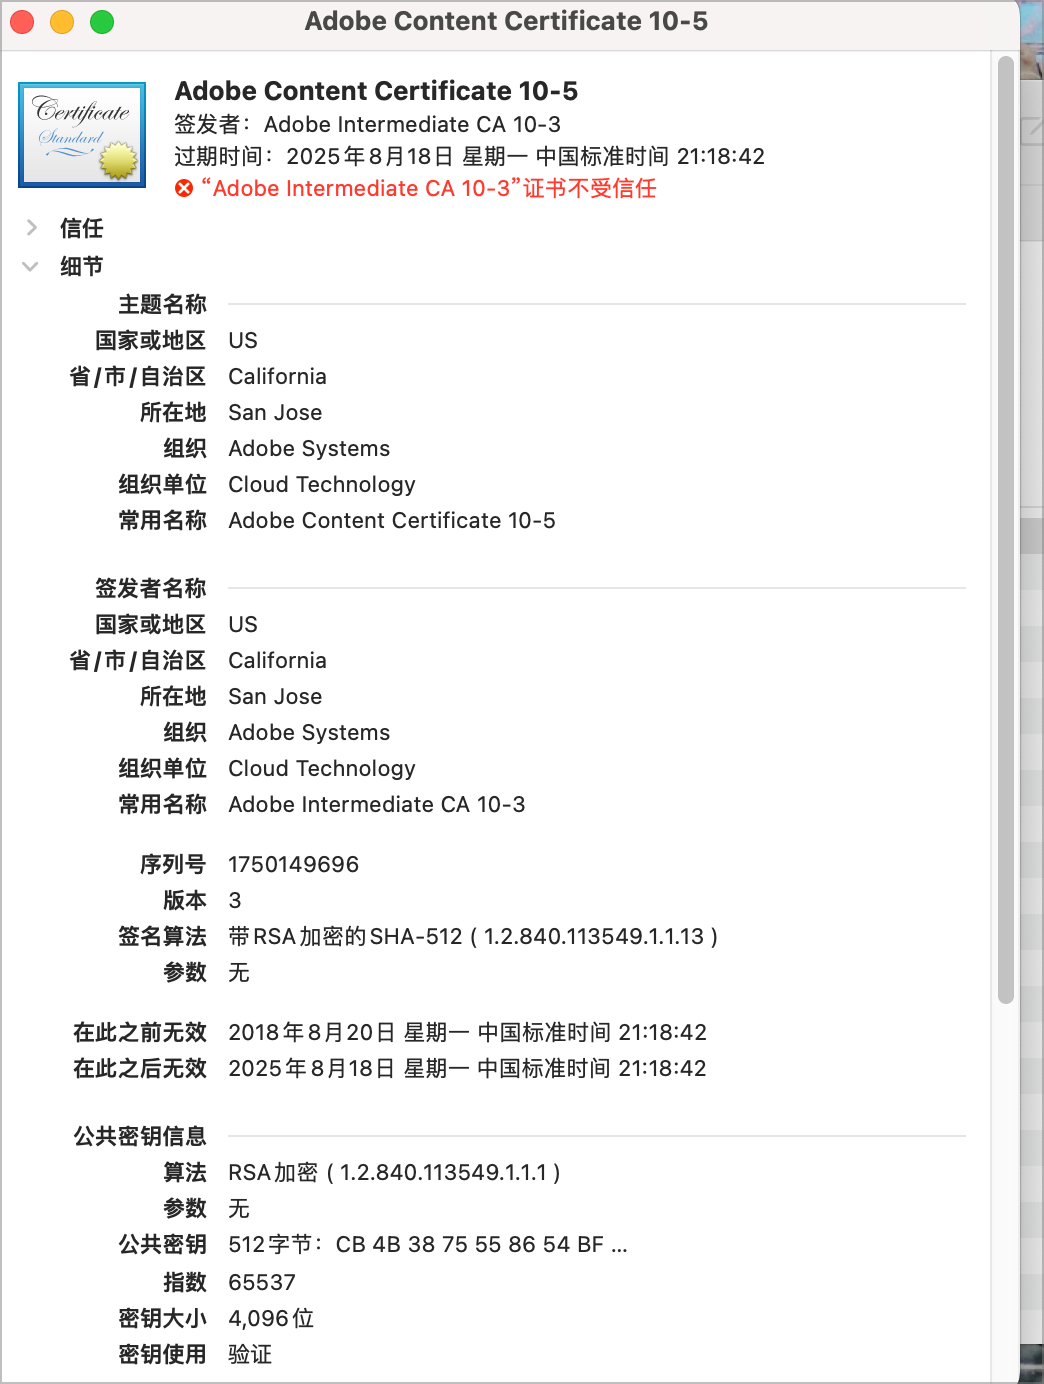 Adobe Content Certificate 10-5
Certificate
Standard
Adobe Content Certificate 10-5
签发者：Adobe Intermediate CA 10-3
过期时间：2025年8月18日 星期一 中国标准时间 21:18:42
“Adobe Intermediate CA 10-3”证书不受信任
信任
细节
主题名称
国家或地区 US
省/市/自治区 California
所在地 San Jose
组织 Adobe Systems
组织单位 Cloud Technology
常用名称 Adobe Content Certificate 10-5
签发者名称
国家或地区 US
省/市/自治区 California
所在地 San Jose
组织 Adobe Systems
组织单位 Cloud Technology
常用名称 Adobe Intermediate CA 10-3
序列号 1750149696
版本 3
签名算法 带RSA加密的SHA-512 ( 1.2.840.113549.1.1.13 )
参数 无
在此之前无效 2018年8月20日 星期一 中国标准时间 21:18:42
在此之后无效 2025年8月18日 星期一 中国标准时间 21:18:42
公共密钥信息
算法 RSA加密 ( 1.2.840.113549.1.1.1 )
参数 无
公共密钥 512字节：CB 4B 38 75 55 86 54 BF ...
指数 65537
密钥大小 4,096位
密钥使用 验证